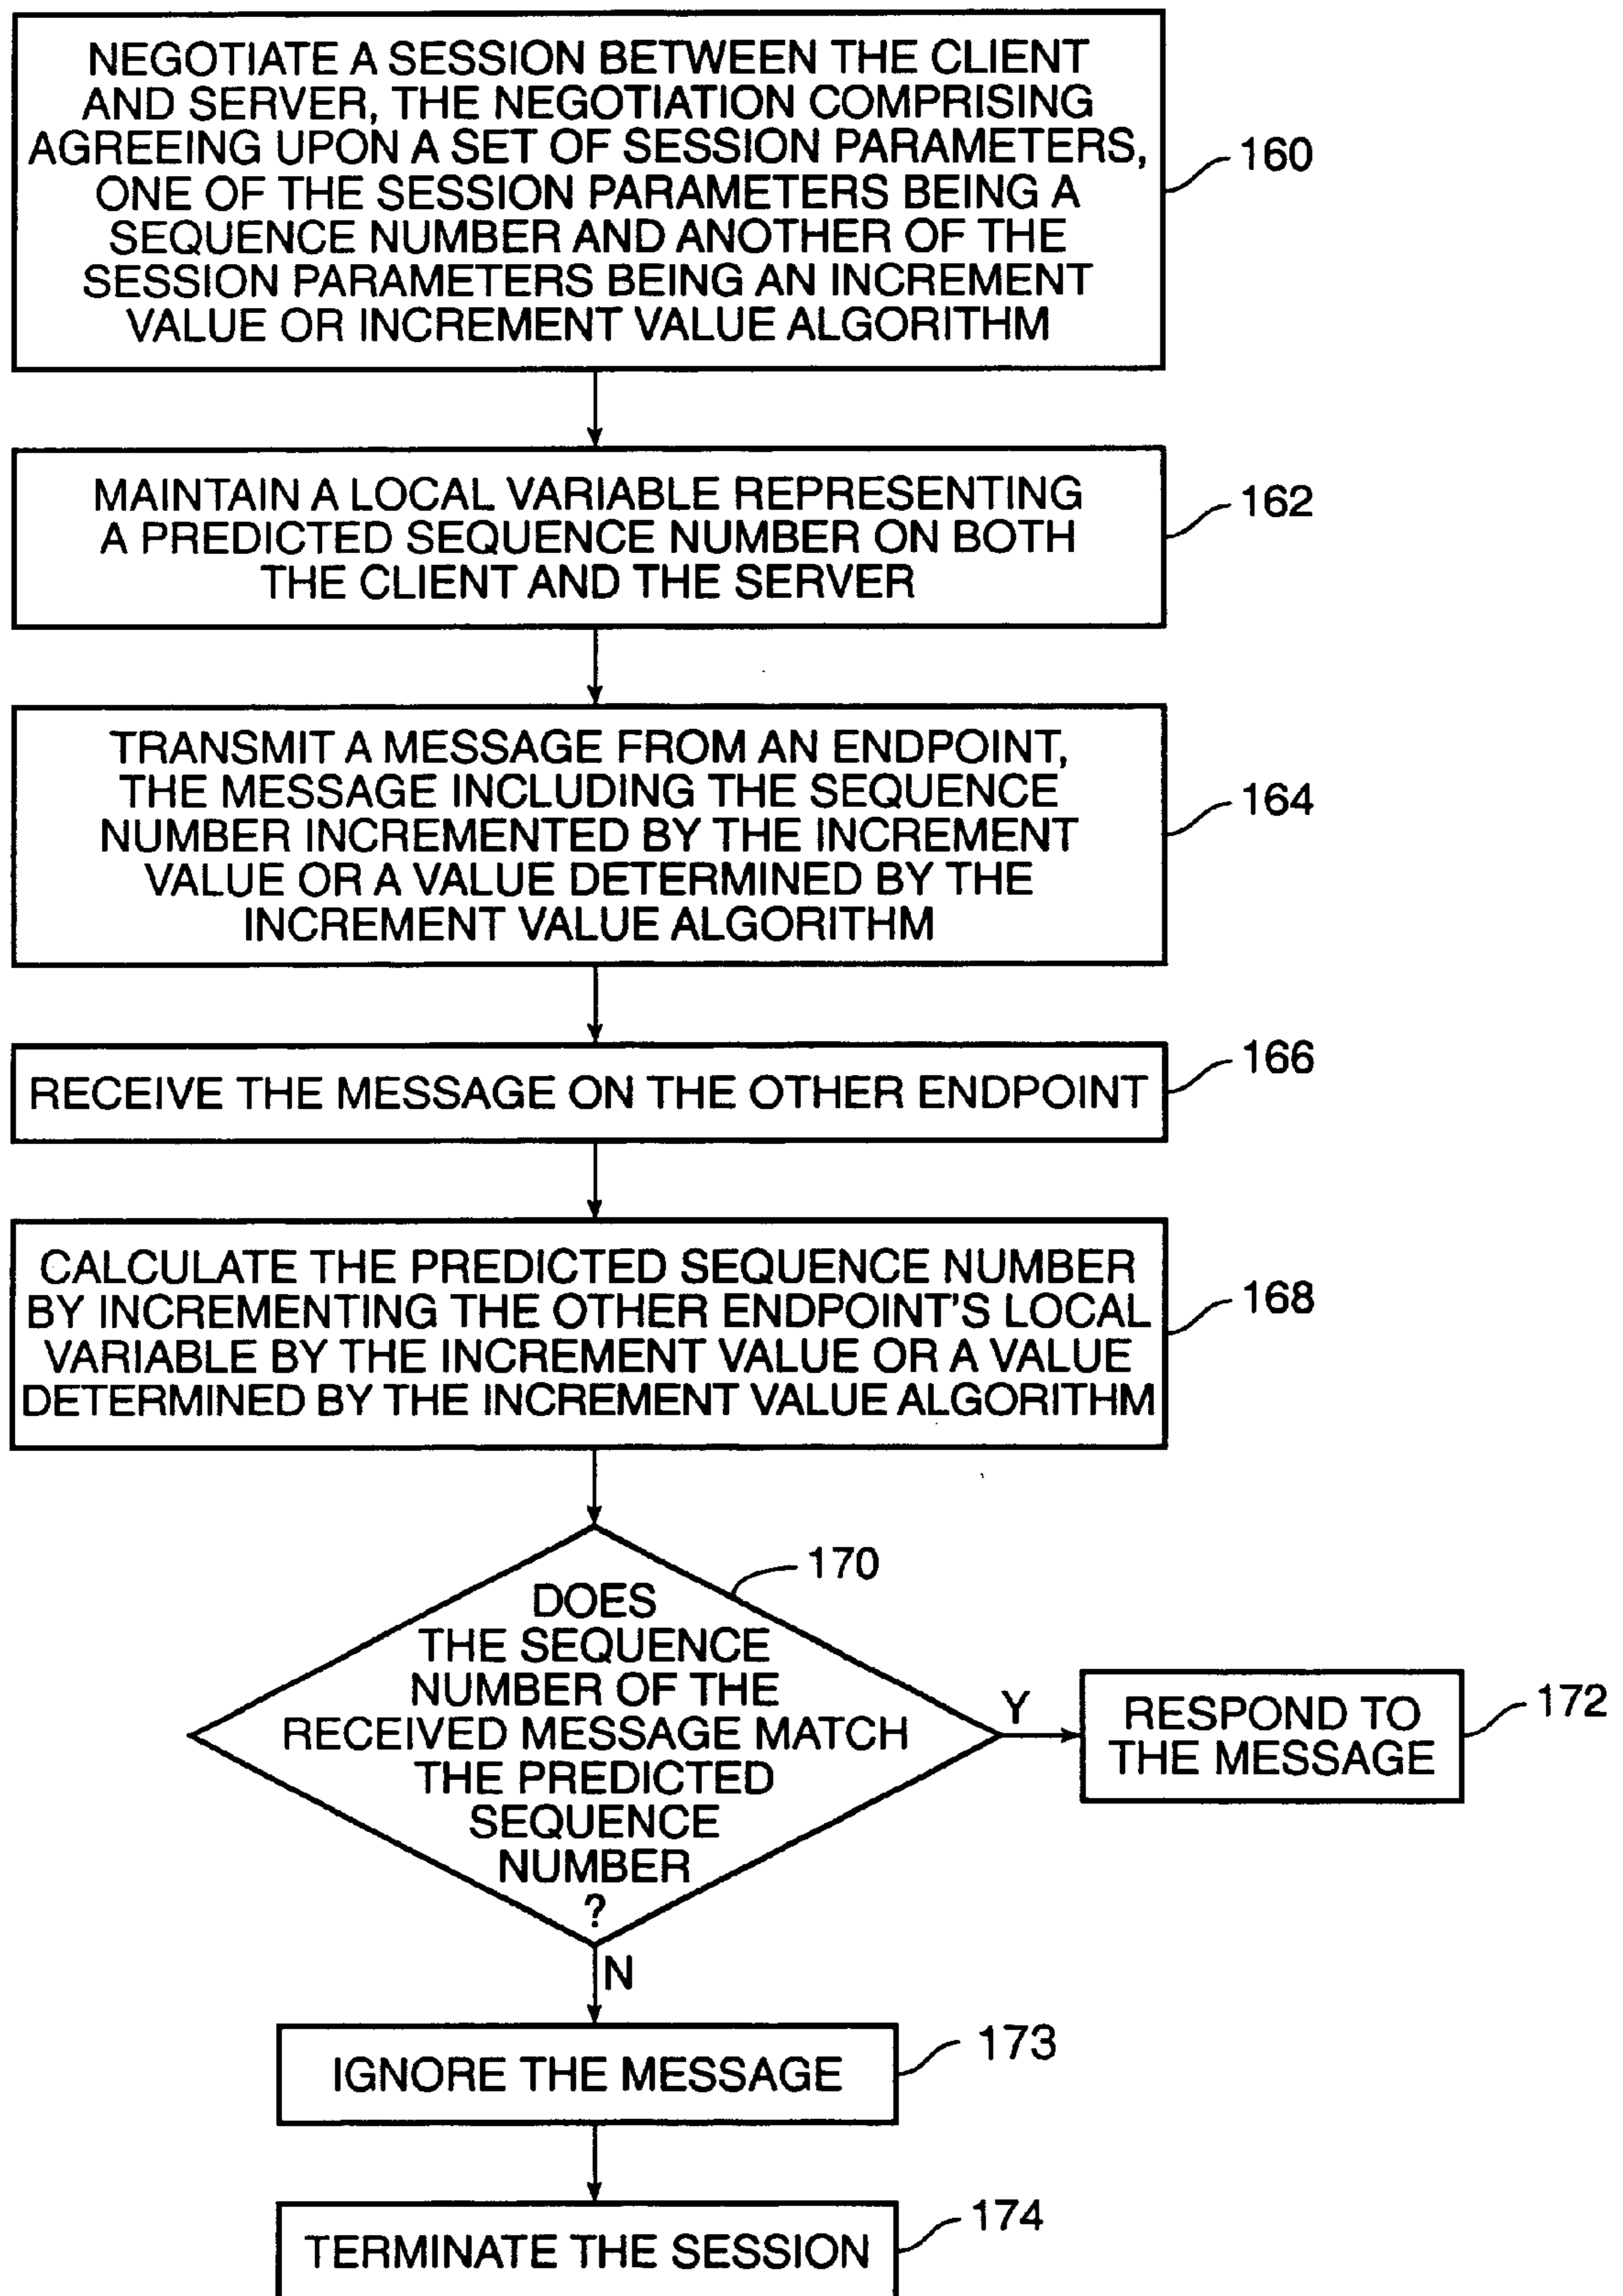 NEGOTIATE A SESSION BETWEEN THE CLIENT
AND SERVER, THE NEGOTIATION COMPRISING
AGREEING UPON A SET OF SESSION PARAMETERS,
ONE OF THE SESSION PARAMETERS BEING A
SEQUENCE NUMBER AND ANOTHER OF THE
SESSION PARAMETERS BEING AN INCREMENT
VALUE OR INCREMENT VALUE ALGORITHM
160
MAINTAIN A LOCAL VARIABLE REPRESENTING
A PREDICTED SEQUENCE NUMBER ON BOTH
THE CLIENT AND THE SERVER
162
TRANSMIT A MESSAGE FROM AN ENDPOINT,
THE MESSAGE INCLUDING THE SEQUENCE
NUMBER INCREMENTED BY THE INCREMENT
VALUE OR A VALUE DETERMINED BY THE
INCREMENT VALUE ALGORITHM
164
RECEIVE THE MESSAGE ON THE OTHER ENDPOINT
166
CALCULATE THE PREDICTED SEQUENCE NUMBER
BY INCREMENTING THE OTHER ENDPOINT'S LOCAL
VARIABLE BY THE INCREMENT VALUE OR A VALUE
DETERMINED BY THE INCREMENT VALUE ALGORITHM
168
DOES
THE SEQUENCE
NUMBER OF THE
RECEIVED MESSAGE MATCH
THE PREDICTED
SEQUENCE
NUMBER
?
170
Y
RESPOND TO
THE MESSAGE
172
N
IGNORE THE MESSAGE
173
TERMINATE THE SESSION
174